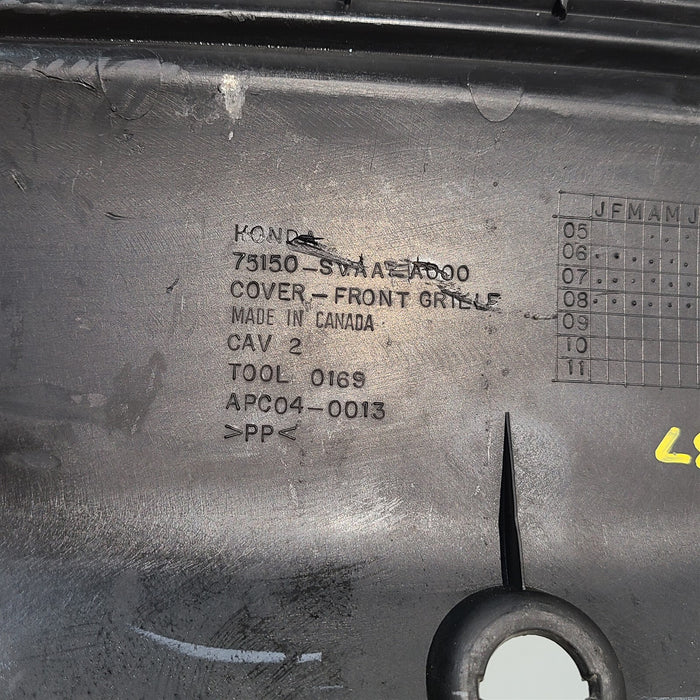 HONDA
75150-SVAA-A000
COVER-FRONT GRILLE
MADE IN CANADA
CAV 2
TOOL 0169
APC04-0013
>PP<
J F M A M J
05
06
07
08
09
10
11